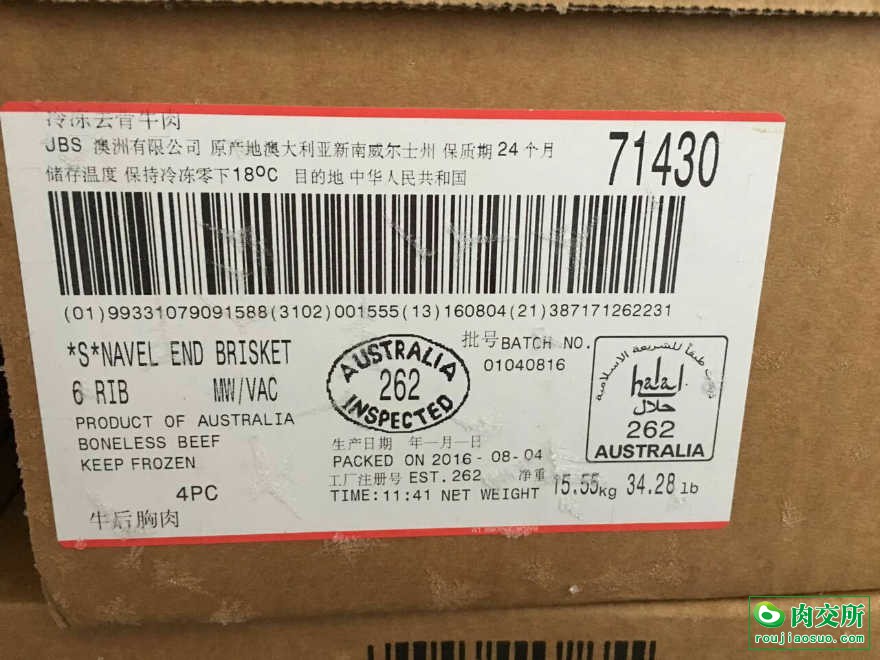 冷冻去骨牛肉
JBS 澳洲有限公司 原产地澳大利亚新南威尔士州 保质期 24 个月
储存温度 保持冷冻零下18ºC 目的地 中华人民共和国
71430
(01)99331079091588(3102)001555(13)160804(21)387171262231
*S*NAVEL END BRISKET
6 RIB MW/VAC
PRODUCT OF AUSTRALIA
BONELESS BEEF
KEEP FROZEN
4PC
牛后胸肉
AUSTRALIA
262
INSPECTED
批号BATCH NO.
01040816
生产日期 年—月—日
PACKED ON 2016-08-04
工厂注册号 EST. 262 净重
TIME:11:41 NET WEIGHT 15.55kg 34.28 lb
طبقاً للشريعة الاسلامية
halal
حلال
262
AUSTRALIA
肉交所
roujiaosuo.com